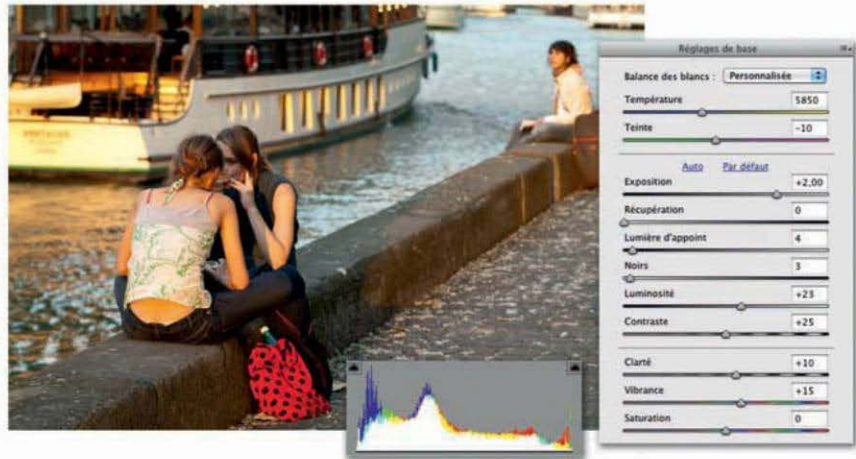 Réglages de base
Balance des blancs : Personnalisée
Température 5850
Teinte -10
Auto Par défaut
Exposition +2,00
Récupération 0
Lumière d'appoint 4
Noirs 3
Luminosité +23
Contraste +25
Clarté +10
Vibrance +15
Saturation 0